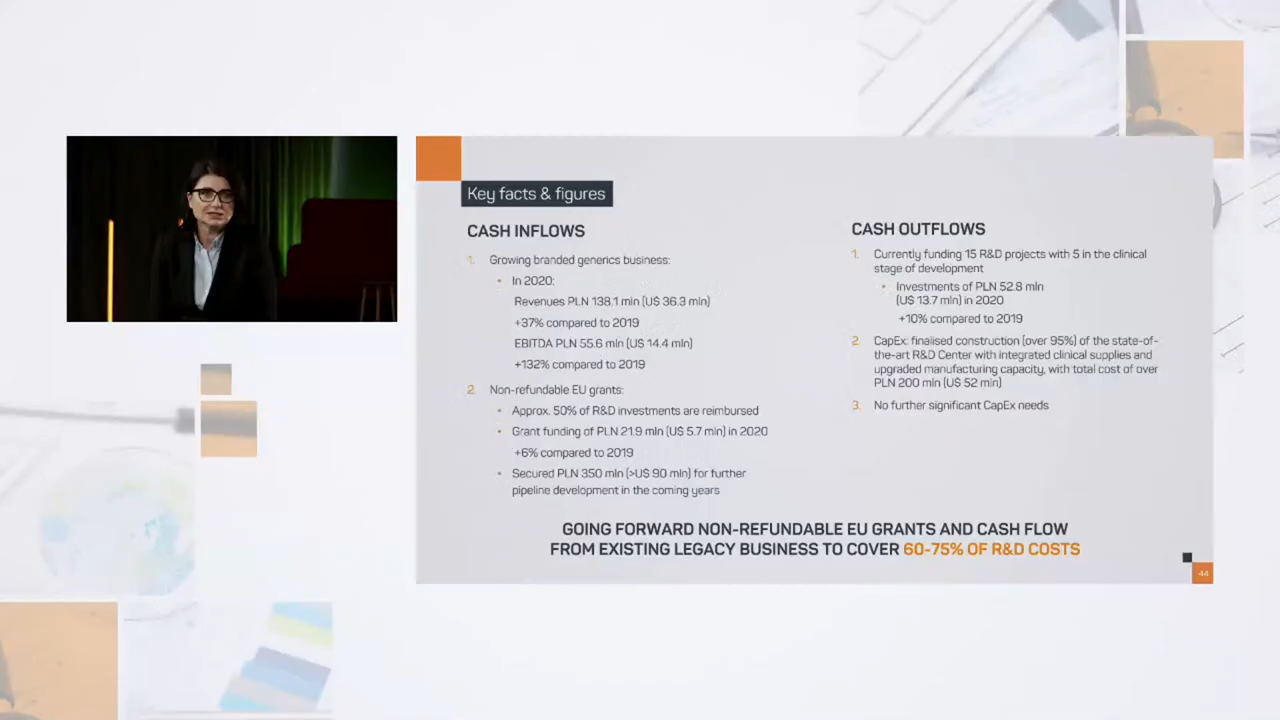 Key facts & figures
CASH INFLOWS
1. Growing branded generics business:
• In 2020:
Revenues PLN 138.1 mln (U$ 36.3 mln)
+37% compared to 2019
EBITDA PLN 55.6 mln (U$ 14.4 mln)
+132% compared to 2019
2. Non-refundable EU grants:
• Approx. 50% of R&D investments are reimbursed
• Grant funding of PLN 21.9 mln (U$ 5.7 mln) in 2020
+6% compared to 2019
• Secured PLN 350 mln (>U$ 90 mln) for further
pipeline development in the coming years
CASH OUTFLOWS
1. Currently funding 15 R&D projects with 5 in the clinical
stage of development
• Investments of PLN 52.8 mln
(U$ 13.7 mln) in 2020
+10% compared to 2019
2. CapEx: finalised construction (over 95%) of the state-of-
the-art R&D Center with integrated clinical supplies and
upgraded manufacturing capacity, with total cost of over
PLN 200 mln (U$ 52 mln)
3. No further significant CapEx needs
GOING FORWARD NON-REFUNDABLE EU GRANTS AND CASH FLOW
FROM EXISTING LEGACY BUSINESS TO COVER 60-75% OF R&D COSTS
44